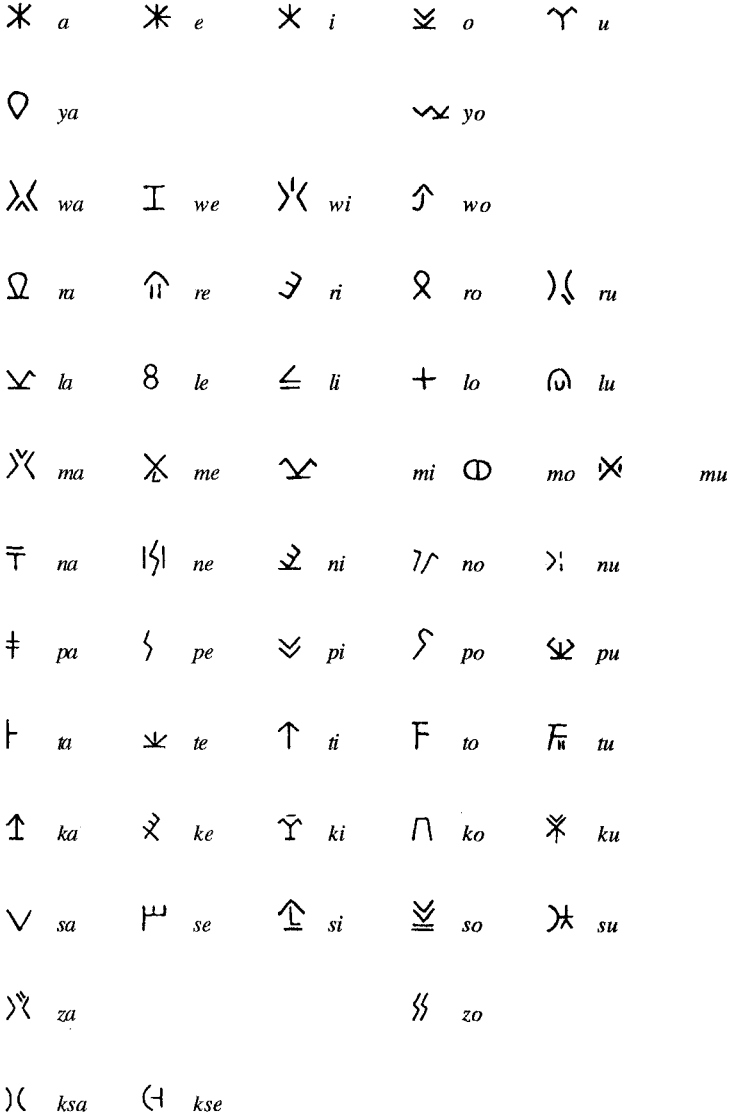 𐠀 a 𐠁 e 𐠂 i 𐠃 o 𐠄 u
𐠅 ya 𐠈 yo
𐠲 wa 𐠳 we 𐠴 wi 𐠵 wo
𐠣 ra 𐠤 re 𐠥 ri 𐠦 ro 𐠧 ru
𐠏 la 𐠐 le 𐠑 li 𐠒 lo 𐠓 lu
𐠔 ma 𐠕 me 𐠖 mi 𐠗 mo 𐠘 mu
𐠙 na 𐠚 ne 𐠛 ni 𐠜 no 𐠝 nu
𐠞 pa 𐠟 pe 𐠠 pi 𐠡 po 𐠢 pu
𐠭 ta 𐠮 te 𐠯 ti 𐠰 to 𐠱 tu
𐠊 ka 𐠋 ke 𐠌 ki 𐠍 ko 𐠎 ku
𐠨 sa 𐠩 se 𐠪 si 𐠫 so 𐠬 su
𐠼 za 𐠿 zo
𐠷 ksa 𐠸 kse